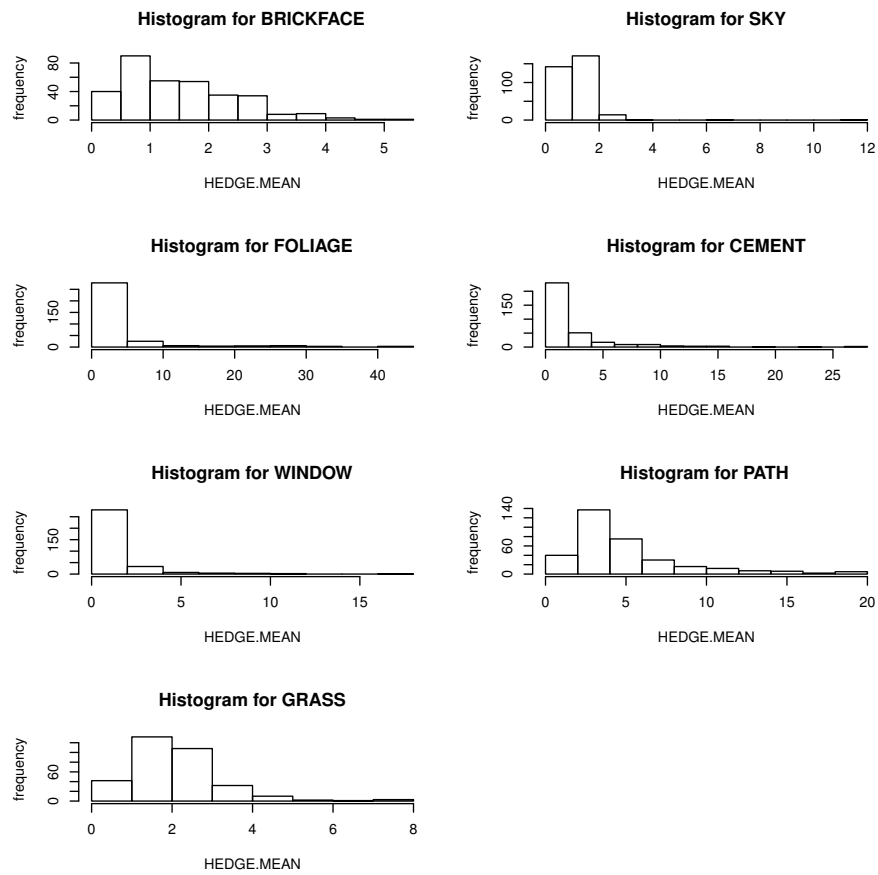 Histogram for BRICKFACE
frequency
0 40 80
0 1 2 3 4 5
HEDGE.MEAN
Histogram for SKY
frequency
0 100
0 2 4 6 8 10 12
HEDGE.MEAN
Histogram for FOLIAGE
frequency
0 150
0 10 20 30 40
HEDGE.MEAN
Histogram for CEMENT
frequency
0 150
0 5 10 15 20 25
HEDGE.MEAN
Histogram for WINDOW
frequency
0 150
0 5 10 15
HEDGE.MEAN
Histogram for PATH
frequency
0 60 140
0 5 10 15 20
HEDGE.MEAN
Histogram for GRASS
frequency
0 60
0 2 4 6 8
HEDGE.MEAN